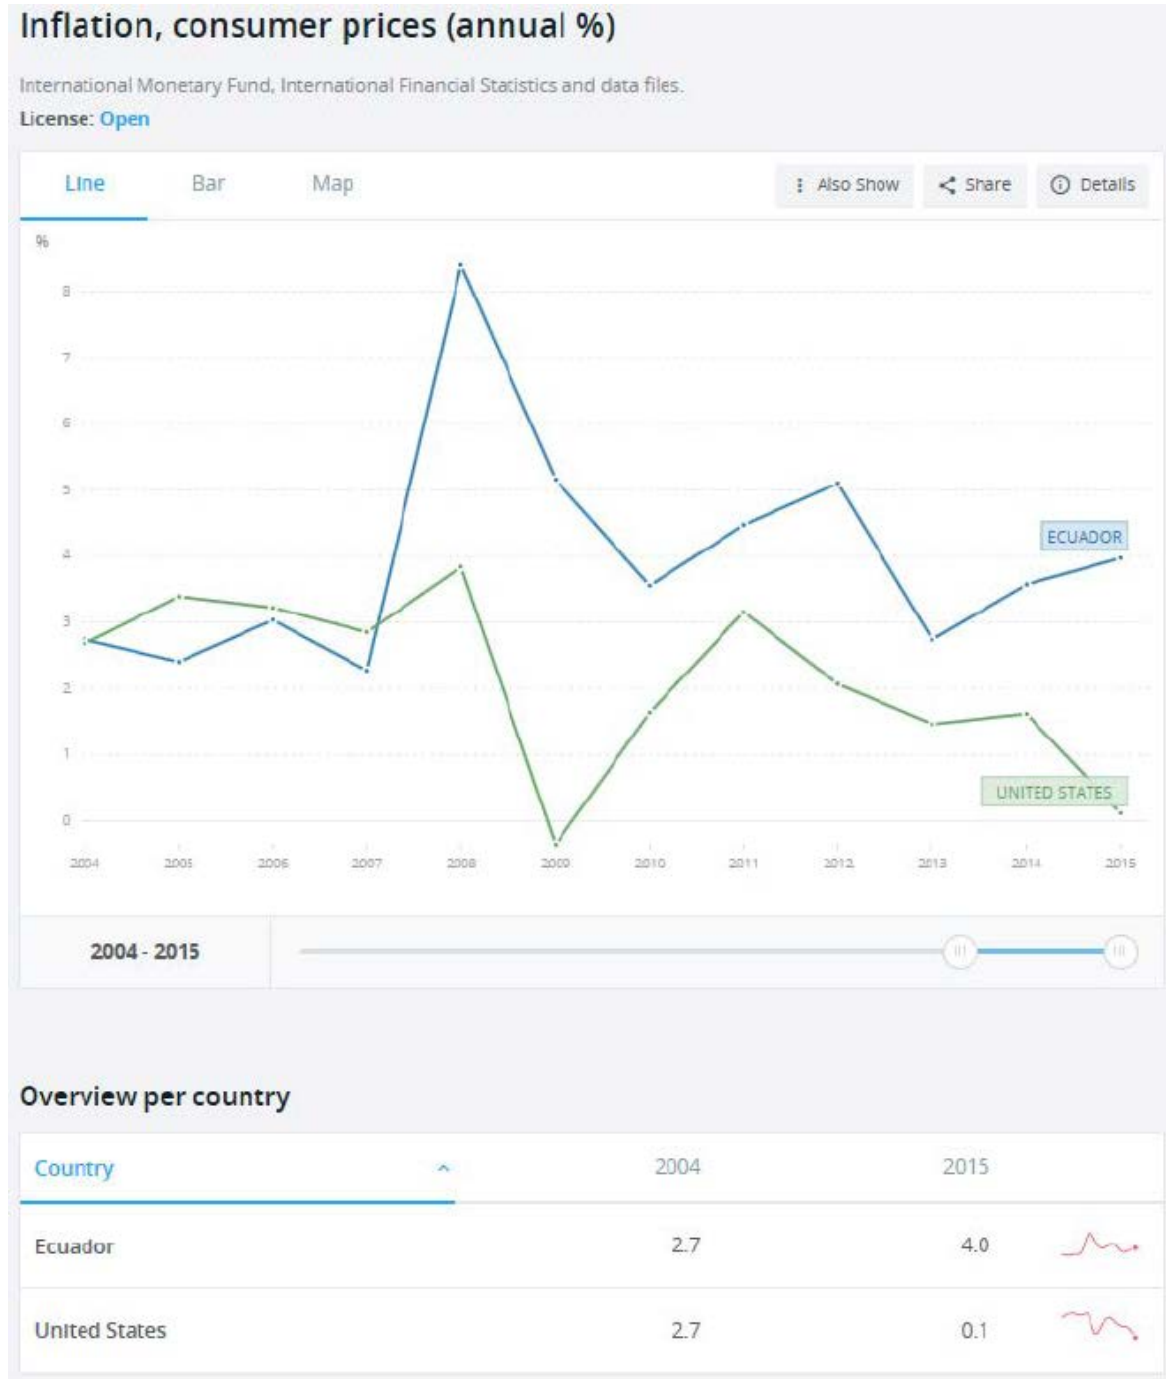 Inflation, consumer prices (annual %)
International Monetary Fund, International Financial Statistics and data files.
License: Open
Line Bar Map Also Show Share Details
%
8
7
6
5
4
3
2
1
0
ECUADOR
UNITED STATES
2004 2005 2006 2007 2008 2009 2010 2011 2012 2013 2014 2015
2004 - 2015
Overview per country
Country 2004 2015
Ecuador 2.7 4.0
United States 2.7 0.1